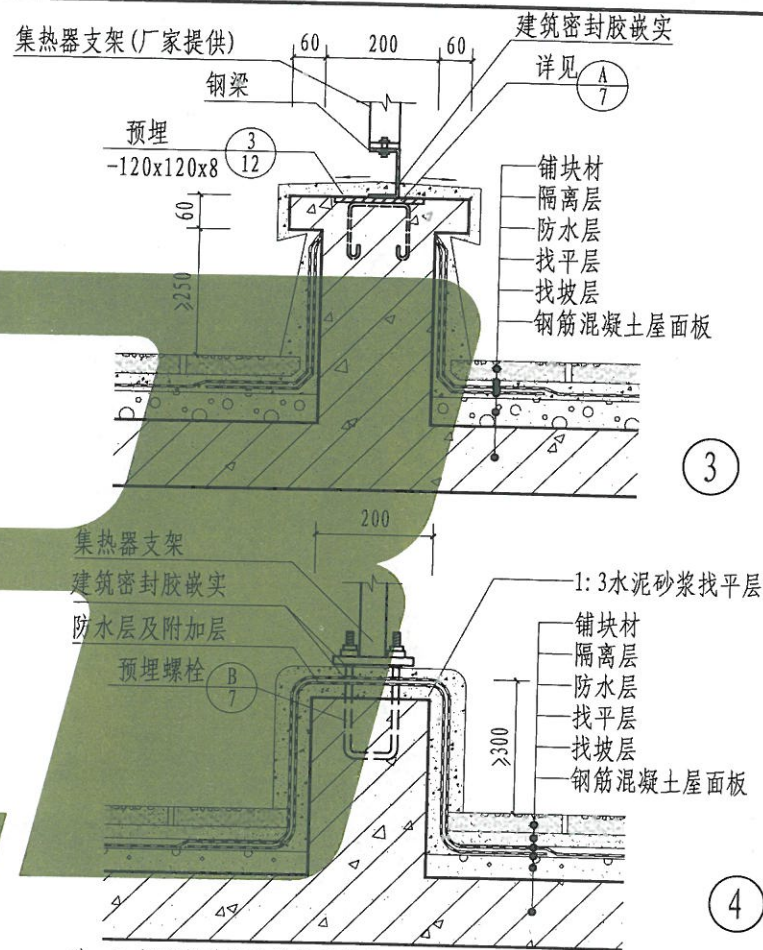 集热器支架(厂家提供)
60 200 60
建筑密封胶嵌实
钢梁
详见 A/7
预埋 3/12
-120x120x8
60
≥250
铺块材
隔离层
防水层
找平层
找坡层
钢筋混凝土屋面板
3
200
集热器支架
建筑密封胶嵌实
防水层及附加层
预埋螺栓 B/7
1:3水泥砂浆找平层
铺块材
隔离层
防水层
找平层
找坡层
钢筋混凝土屋面板
≥300
4